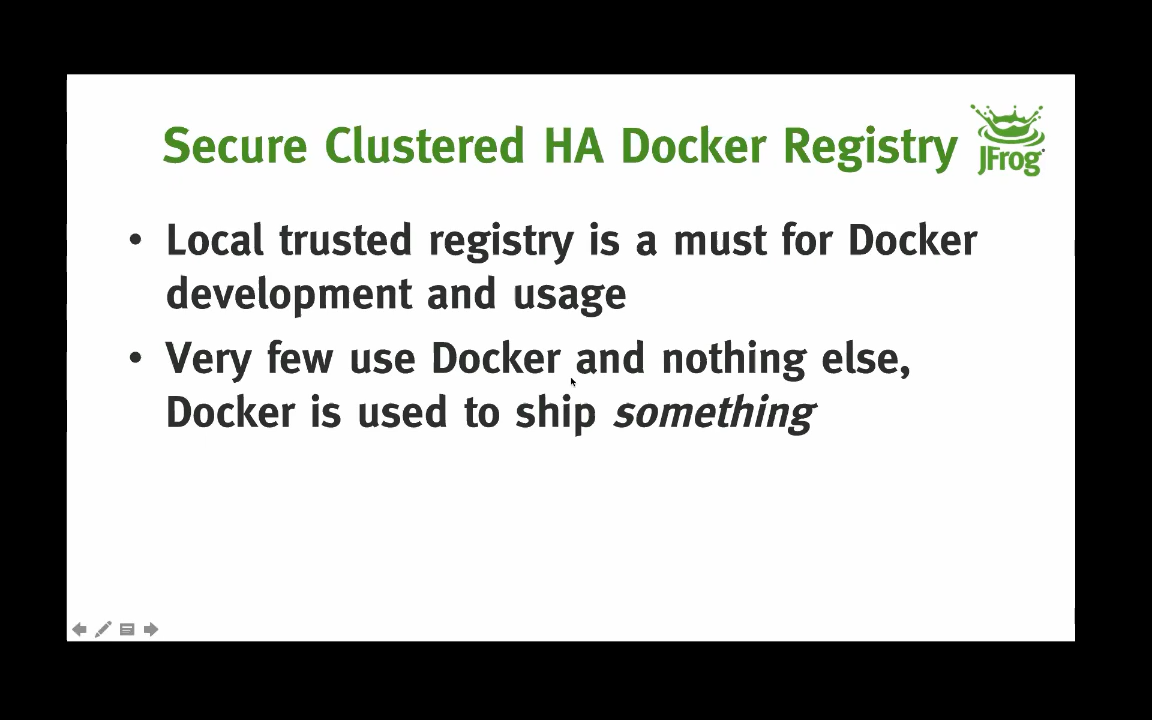 Secure Clustered HA Docker Registry
JFrog
• Local trusted registry is a must for Docker
development and usage
• Very few use Docker and nothing else,
Docker is used to ship something